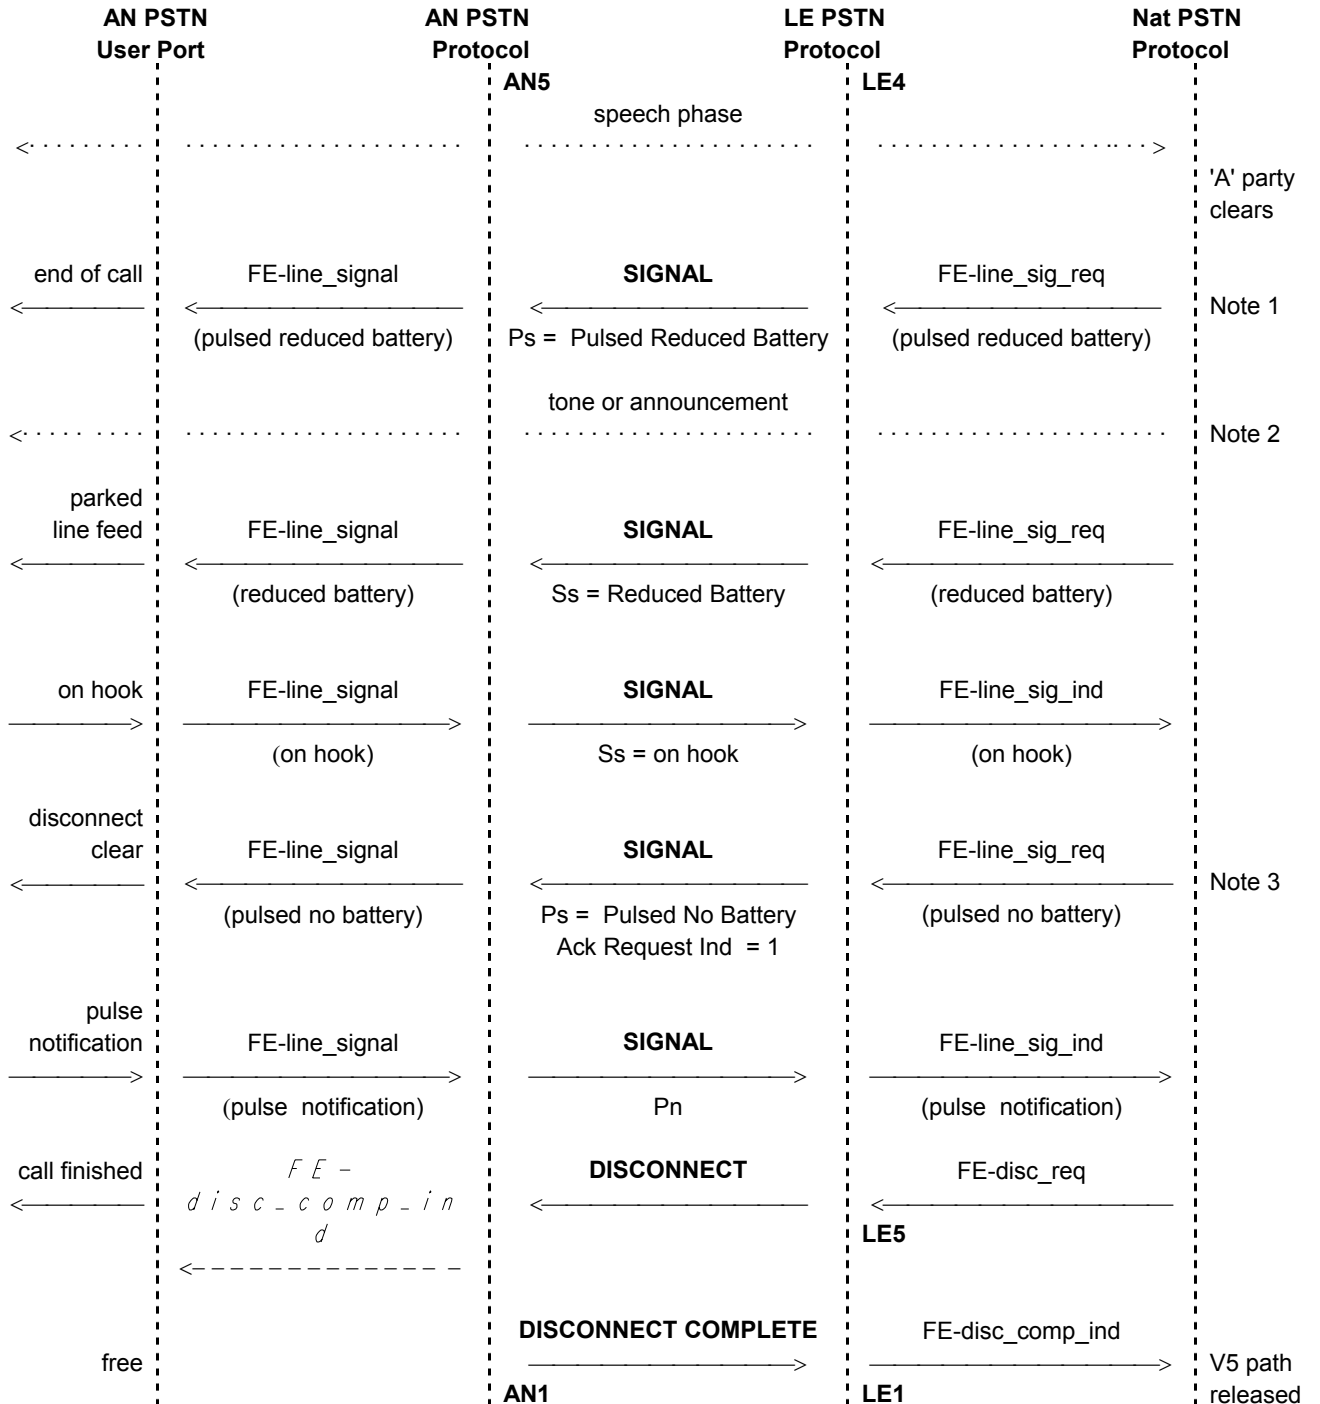 AN PSTN AN PSTN LE PSTN Nat PSTN
User Port Protocol Protocol Protocol
AN5 LE4
speech phase
'A' party
clears
end of call FE-line_signal SIGNAL FE-line_sig_req
Note 1
(pulsed reduced battery) Ps = Pulsed Reduced Battery (pulsed reduced battery)
tone or announcement
Note 2
parked
line feed FE-line_signal SIGNAL FE-line_sig_req
(reduced battery) Ss = Reduced Battery (reduced battery)
on hook FE-line_signal SIGNAL FE-line_sig_ind
(on hook) Ss = on hook (on hook)
disconnect
clear FE-line_signal SIGNAL FE-line_sig_req
Note 3
(pulsed no battery) Ps = Pulsed No Battery (pulsed no battery)
Ack Request Ind = 1
pulse
notification FE-line_signal SIGNAL FE-line_sig_ind
(pulse notification) Pn (pulse notification)
call finished FE- DISCONNECT FE-disc_req
disc_comp_in
d LE5
DISCONNECT COMPLETE FE-disc_comp_ind
free V5 path
AN1 LE1 released